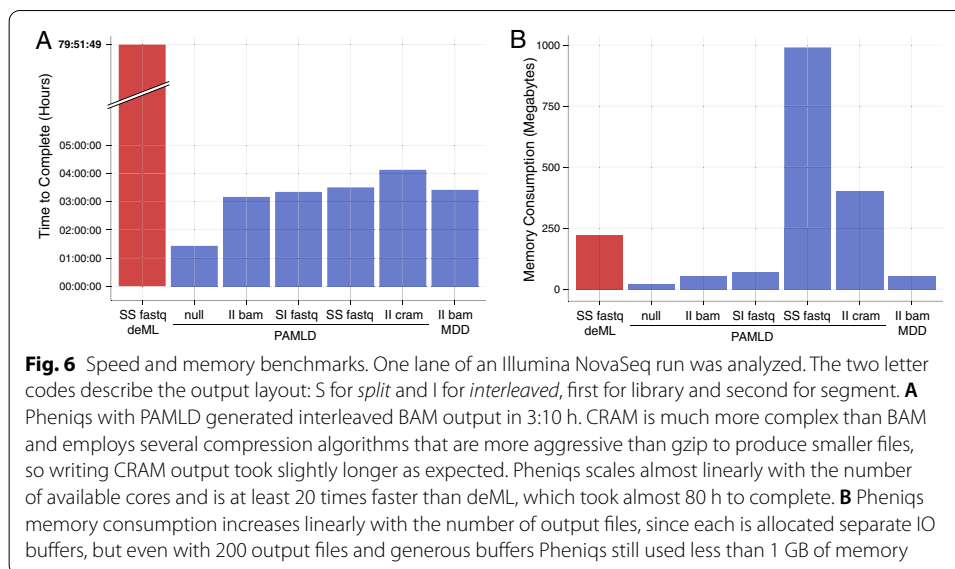 A
79:51:49
05:00:00
04:00:00
03:00:00
02:00:00
01:00:00
00:00:00
Time to Complete (Hours)
SS fastq null II bam SI fastq SS fastq II cram II bam
deML PAMLD MDD
B
1000
750
500
250
0
Memory Consumption (Megabytes)
SS fastq null II bam SI fastq SS fastq II cram II bam
deML PAMLD MDD
Fig. 6 Speed and memory benchmarks. One lane of an Illumina NovaSeq run was analyzed. The two letter
codes describe the output layout: S for split and I for interleaved, first for library and second for segment. A
Pheniqs with PAMLD generated interleaved BAM output in 3:10 h. CRAM is much more complex than BAM
and employs several compression algorithms that are more aggressive than gzip to produce smaller files,
so writing CRAM output took slightly longer as expected. Pheniqs scales almost linearly with the number
of available cores and is at least 20 times faster than deML, which took almost 80 h to complete. B Pheniqs
memory consumption increases linearly with the number of output files, since each is allocated separate IO
buffers, but even with 200 output files and generous buffers Pheniqs still used less than 1 GB of memory